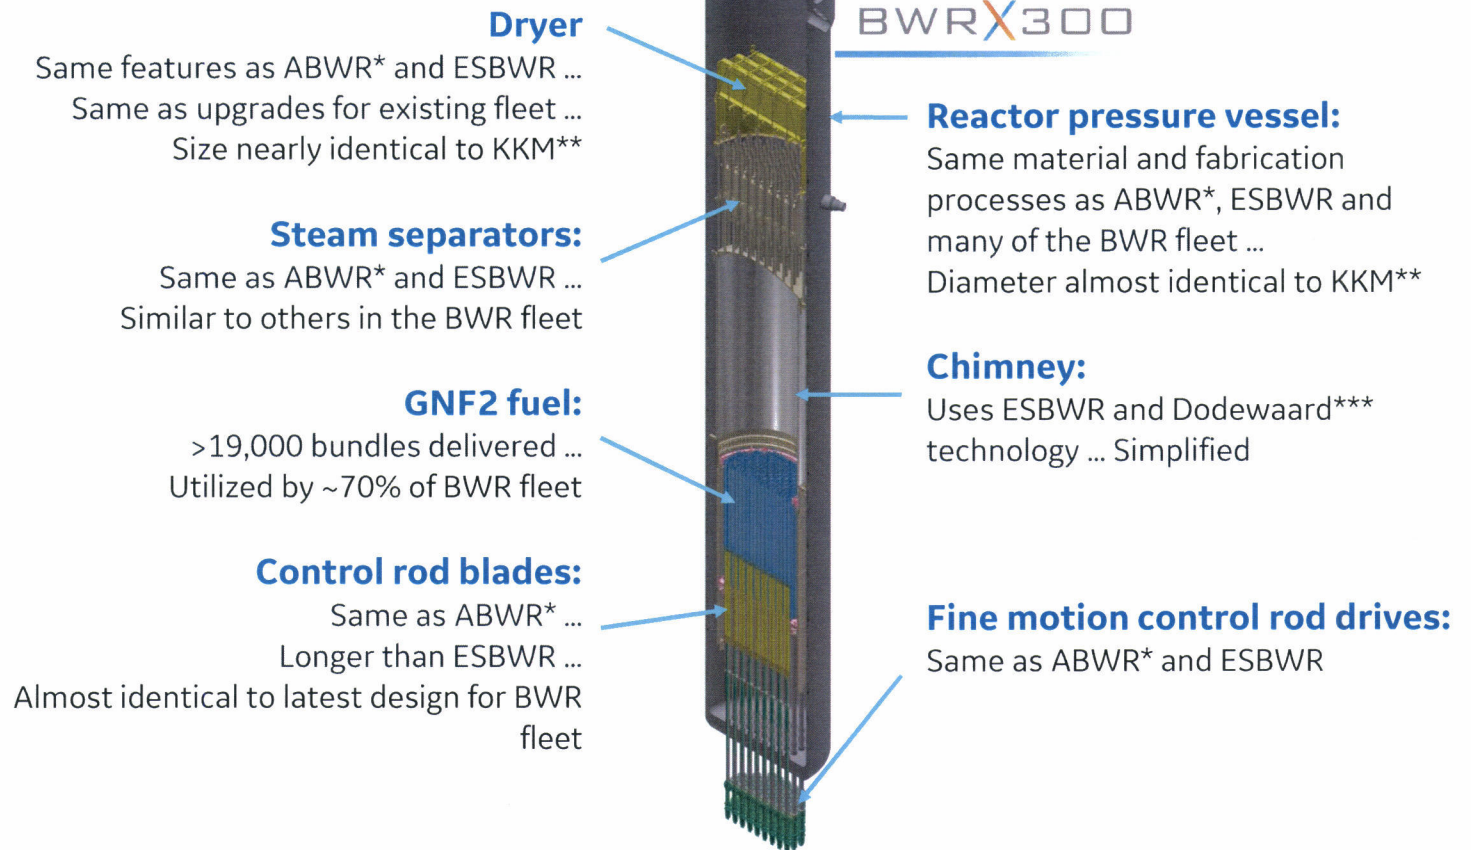 BWRX300
Dryer
Same features as ABWR* and ESBWR ...
Same as upgrades for existing fleet ...
Size nearly identical to KKM**
Steam separators:
Same as ABWR* and ESBWR ...
Similar to others in the BWR fleet
GNF2 fuel:
>19,000 bundles delivered ...
Utilized by ~70% of BWR fleet
Control rod blades:
Same as ABWR* ...
Longer than ESBWR ...
Almost identical to latest design for BWR
fleet
Reactor pressure vessel:
Same material and fabrication
processes as ABWR*, ESBWR and
many of the BWR fleet ...
Diameter almost identical to KKM**
Chimney:
Uses ESBWR and Dodewaard***
technology ... Simplified
Fine motion control rod drives:
Same as ABWR* and ESBWR